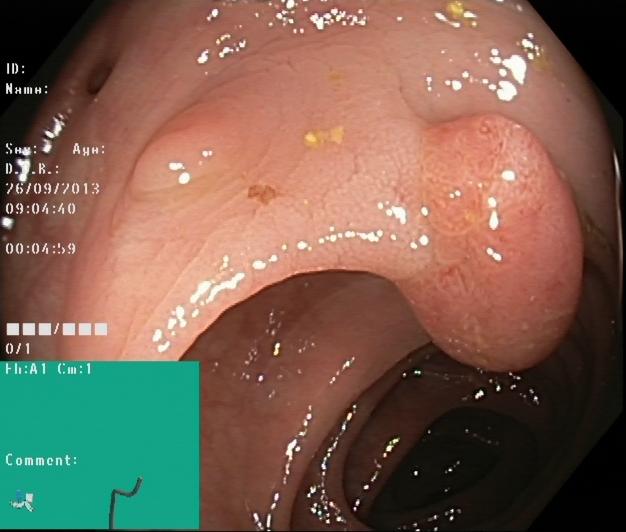 ID:
Name:
Sex: Age:
D.O.B.:
26/09/2013
09:04:40
00:04:59
■■■/■■■
0/1
Eh:A1 Cm:1
Comment: